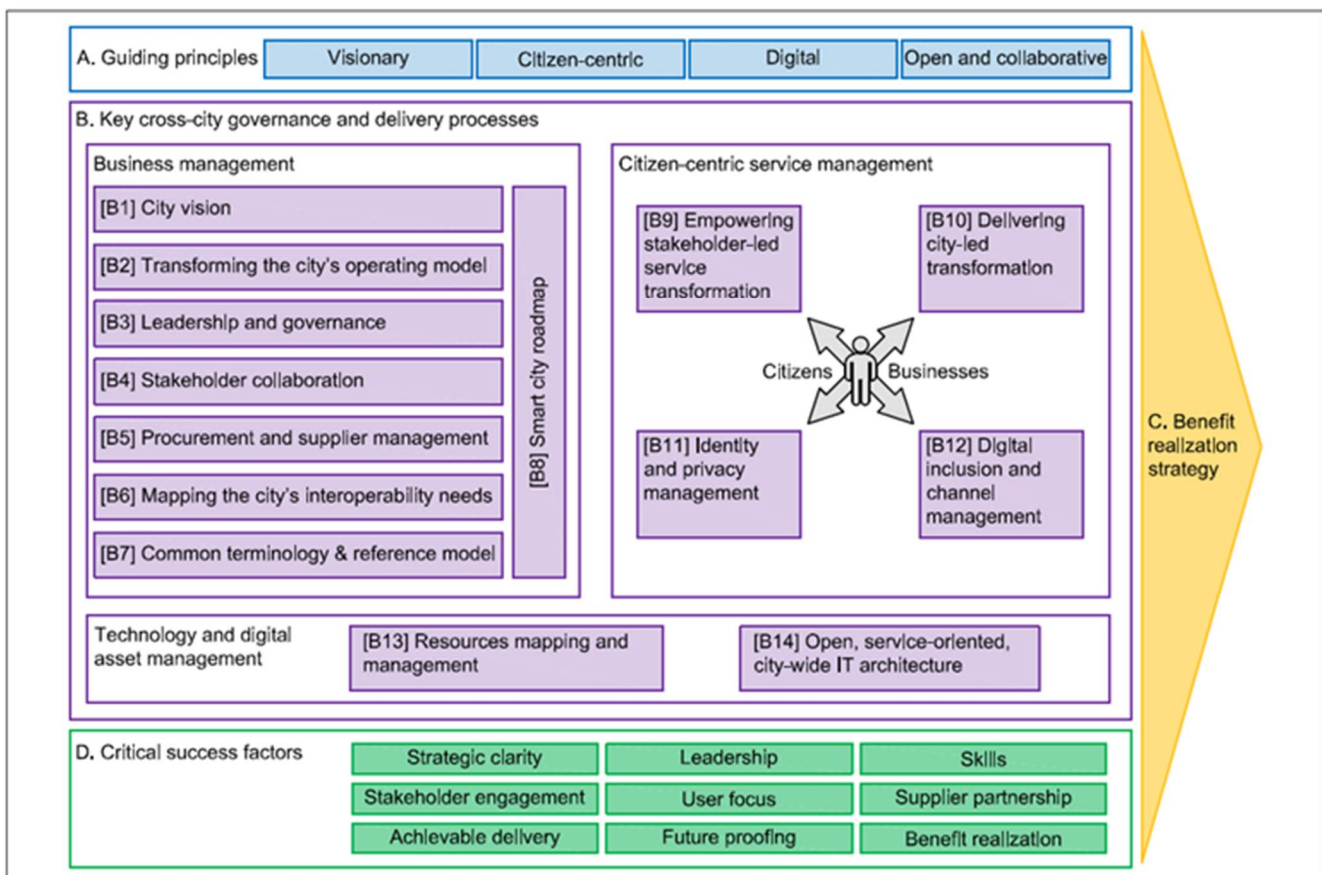 A. Guiding principles
Visionary
Citizen-centric
Digital
Open and collaborative
B. Key cross-city governance and delivery processes
Business management
[B1] City vision
[B2] Transforming the city's operating model
[B3] Leadership and governance
[B4] Stakeholder collaboration
[B5] Procurement and supplier management
[B6] Mapping the city's interoperability needs
[B7] Common terminology & reference model
[B8] Smart city roadmap
Citizen-centric service management
[B9] Empowering
stakeholder-led
service
transformation
[B10] Delivering
city-led
transformation
Citizens
Businesses
[B11] Identity
and privacy
management
[B12] Digital
inclusion and
channel
management
Technology and digital
asset management
[B13] Resources mapping and
management
[B14] Open, service-oriented,
city-wide IT architecture
C. Benefit
realization
strategy
D. Critical success factors
Strategic clarity
Leadership
Skills
Stakeholder engagement
User focus
Supplier partnership
Achievable delivery
Future proofing
Benefit realization